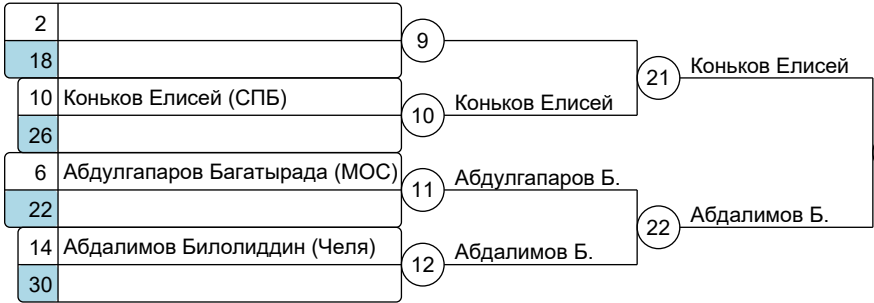 2
18
9
10 Коньков Елисей (СПБ)
26
10
Коньков Елисей
21
Коньков Елисей
6 Абдулгапаров Багатырада (МОС)
22
11
Абдулгапаров Б.
14 Абдалимов Билолиддин (Челя)
30
12
Абдалимов Б.
22
Абдалимов Б.